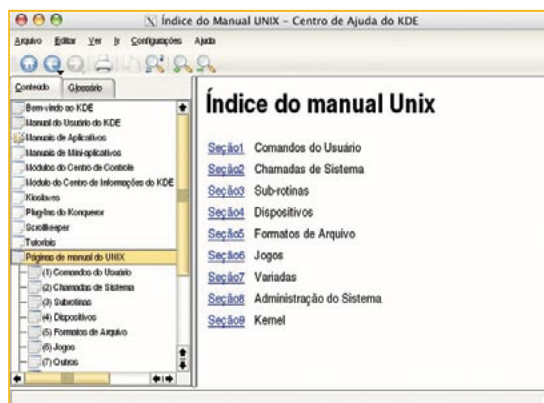 Índice do Manual UNIX – Centro de Ajuda do KDE
Arquivo Editar Ver Ir Configurações Ajuda
Conteúdo Glossário
Bem-vindo ao KDE
Manual do Usuário do KDE
Manuais de Aplicativos
Manuais de Mini-aplicativos
Módulos do Centro de Controle
Módulo do Centro de Informações do KDE
Kioslaves
Plug-Ins do Konqueror
Scrollkeeper
Tutoriais
Páginas de manual do UNIX
(1) Comandos do Usuário
(2) Chamadas de Sistema
(3) Subrotinas
(4) Dispositivos
(5) Formatos de Arquivo
(6) Jogos
(7) Outros
Índice do manual Unix
Seção1 Comandos do Usuário
Seção2 Chamadas de Sistema
Seção3 Sub-rotinas
Seção4 Dispositivos
Seção5 Formatos de Arquivo
Seção6 Jogos
Seção7 Variadas
Seção8 Administração do Sistema
Seção9 Kernel